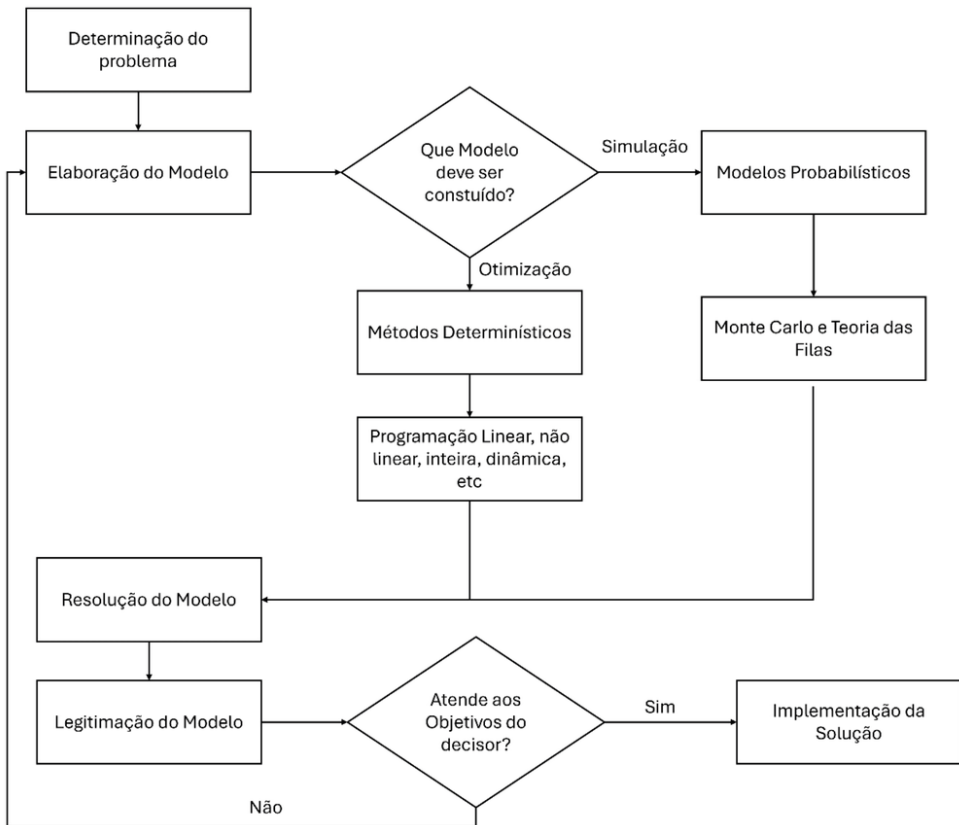 Determinação do
problema
Elaboração do Modelo
Que Modelo
deve ser
constuído?
Simulação
Modelos Probabilísticos
Otimização
Métodos Determinísticos
Monte Carlo e Teoria das
Filas
Programação Linear, não
linear, inteira, dinâmica,
etc
Resolução do Modelo
Legitimação do Modelo
Atende aos
Objetivos do
decisor?
Sim
Implementação da
Solução
Não